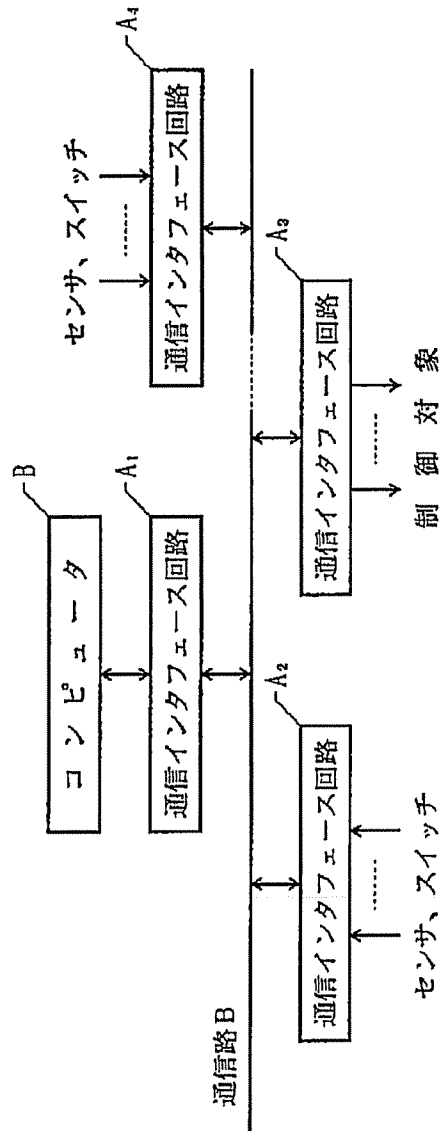 B
コンピュータ
A₁
通信インタフェース回路
センサ、スイッチ
A₄
通信インタフェース回路
通信路B
A₂
通信インタフェース回路
センサ、スイッチ
A₃
通信インタフェース回路
制御対象